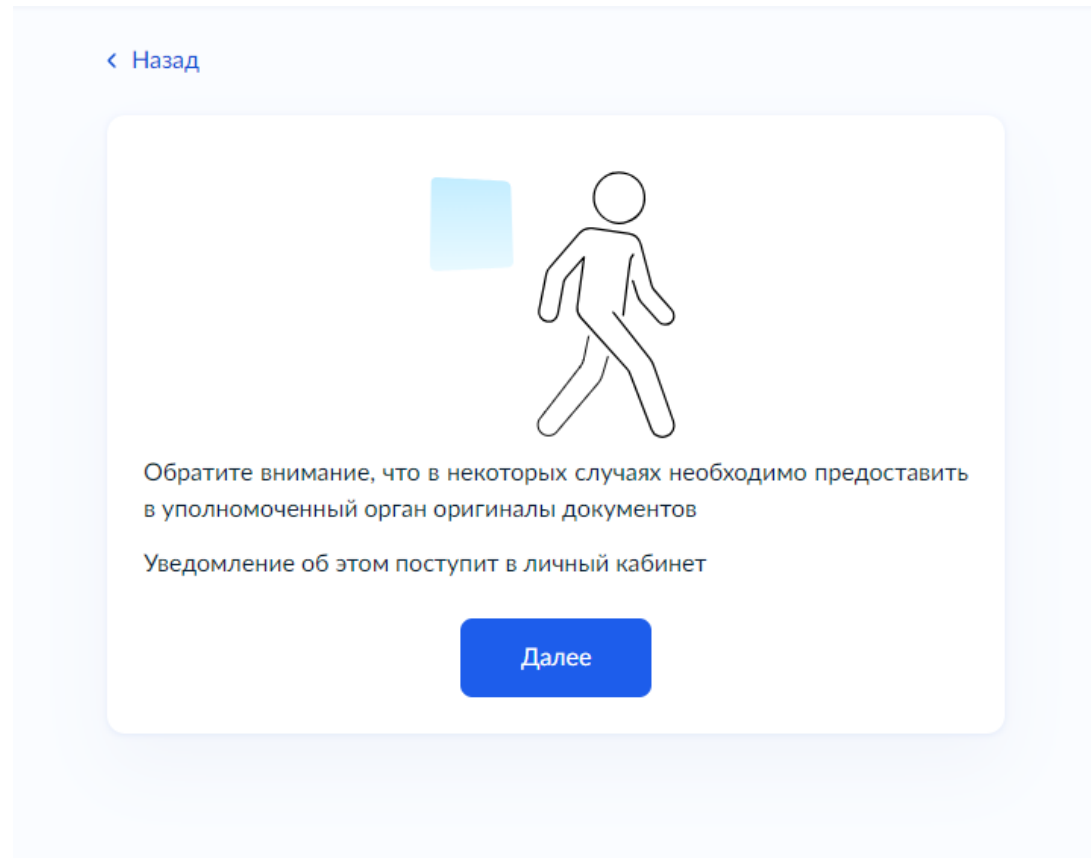 Назад
Обратите внимание, что в некоторых случаях необходимо предоставить
в уполномоченный орган оригиналы документов
Уведомление об этом поступит в личный кабинет
Далее